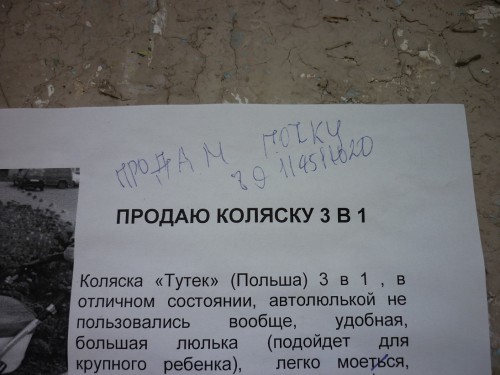 ПРОДАМ ПОЧКУ
ПРОДАЮ КОЛЯСКУ 3 В 1
Коляска «Тутек» (Польша) 3 в 1 , в
отличном состоянии, автолюлькой не
пользовались вообще, удобная,
большая люлька (подойдет для
крупного ребенка), легко моеться,